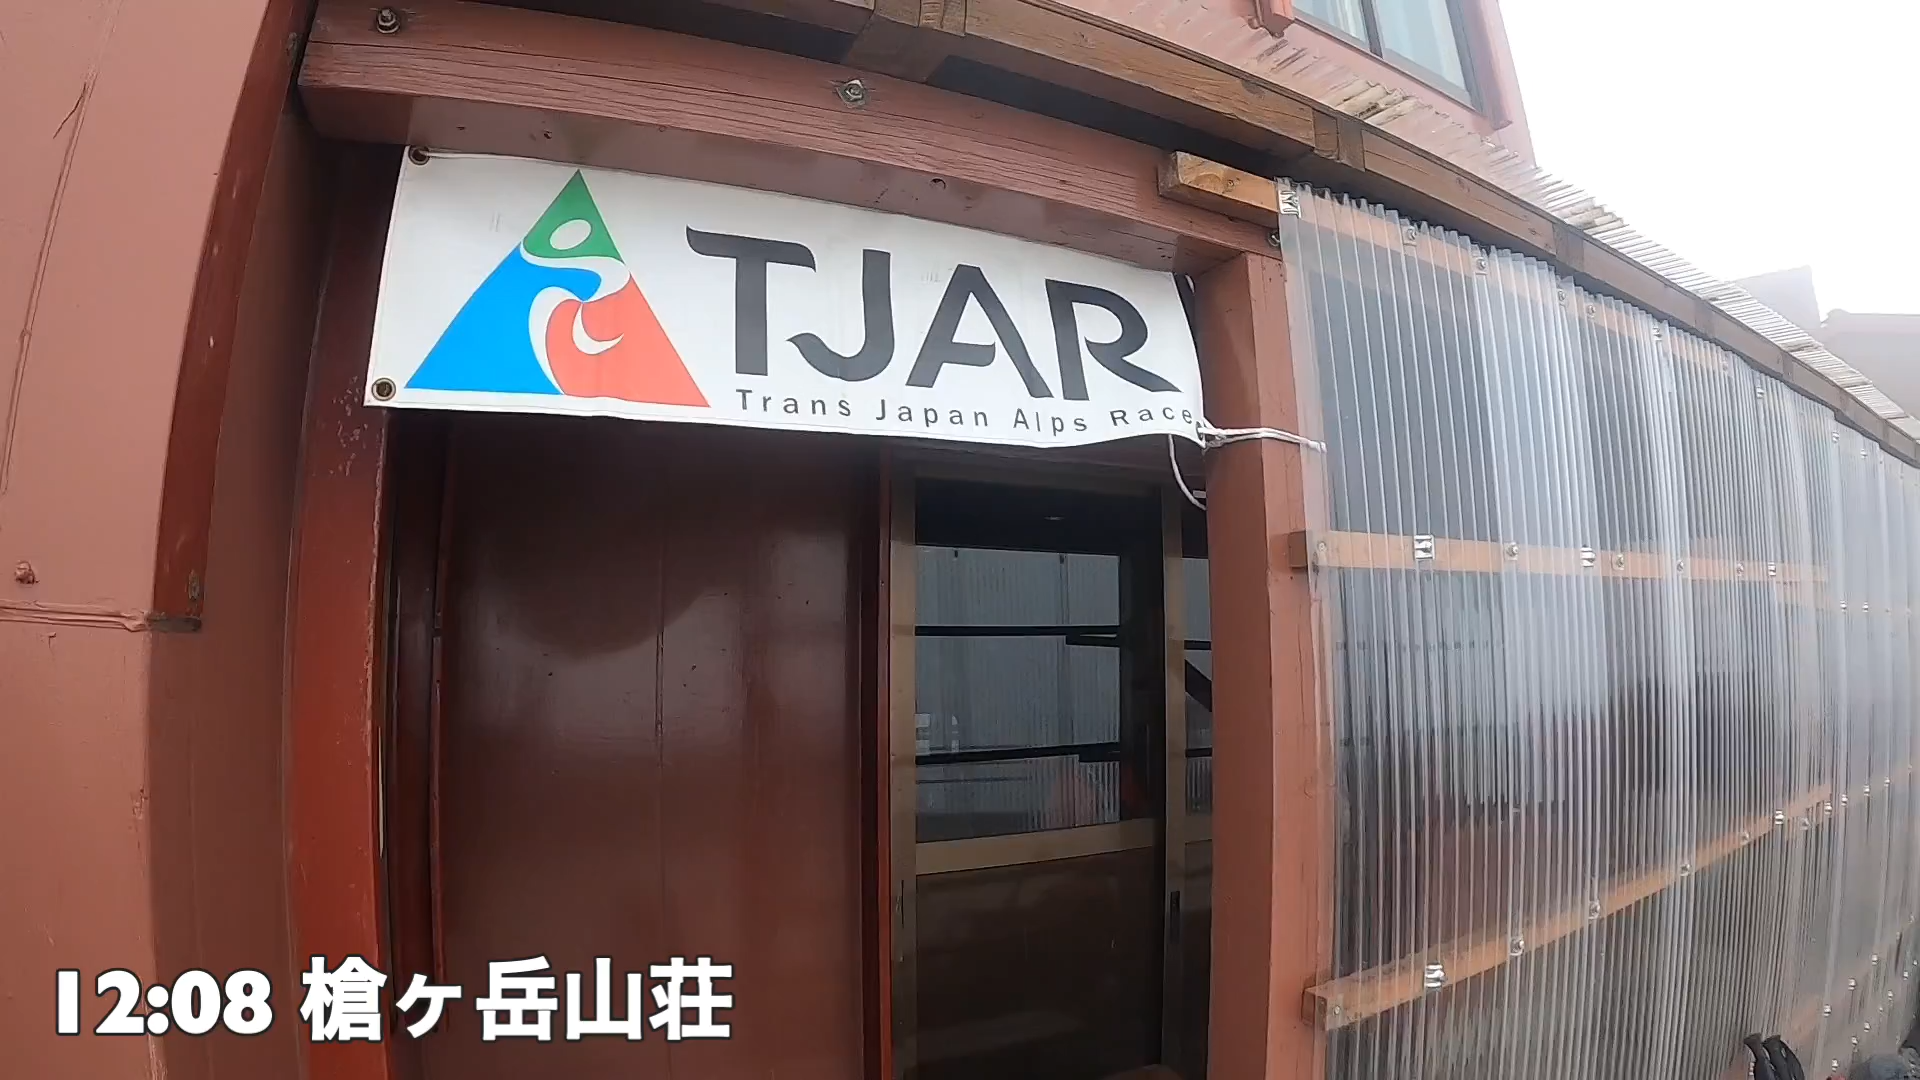 TJAR
Trans Japan Alps Race
12:08 槍ヶ岳山荘